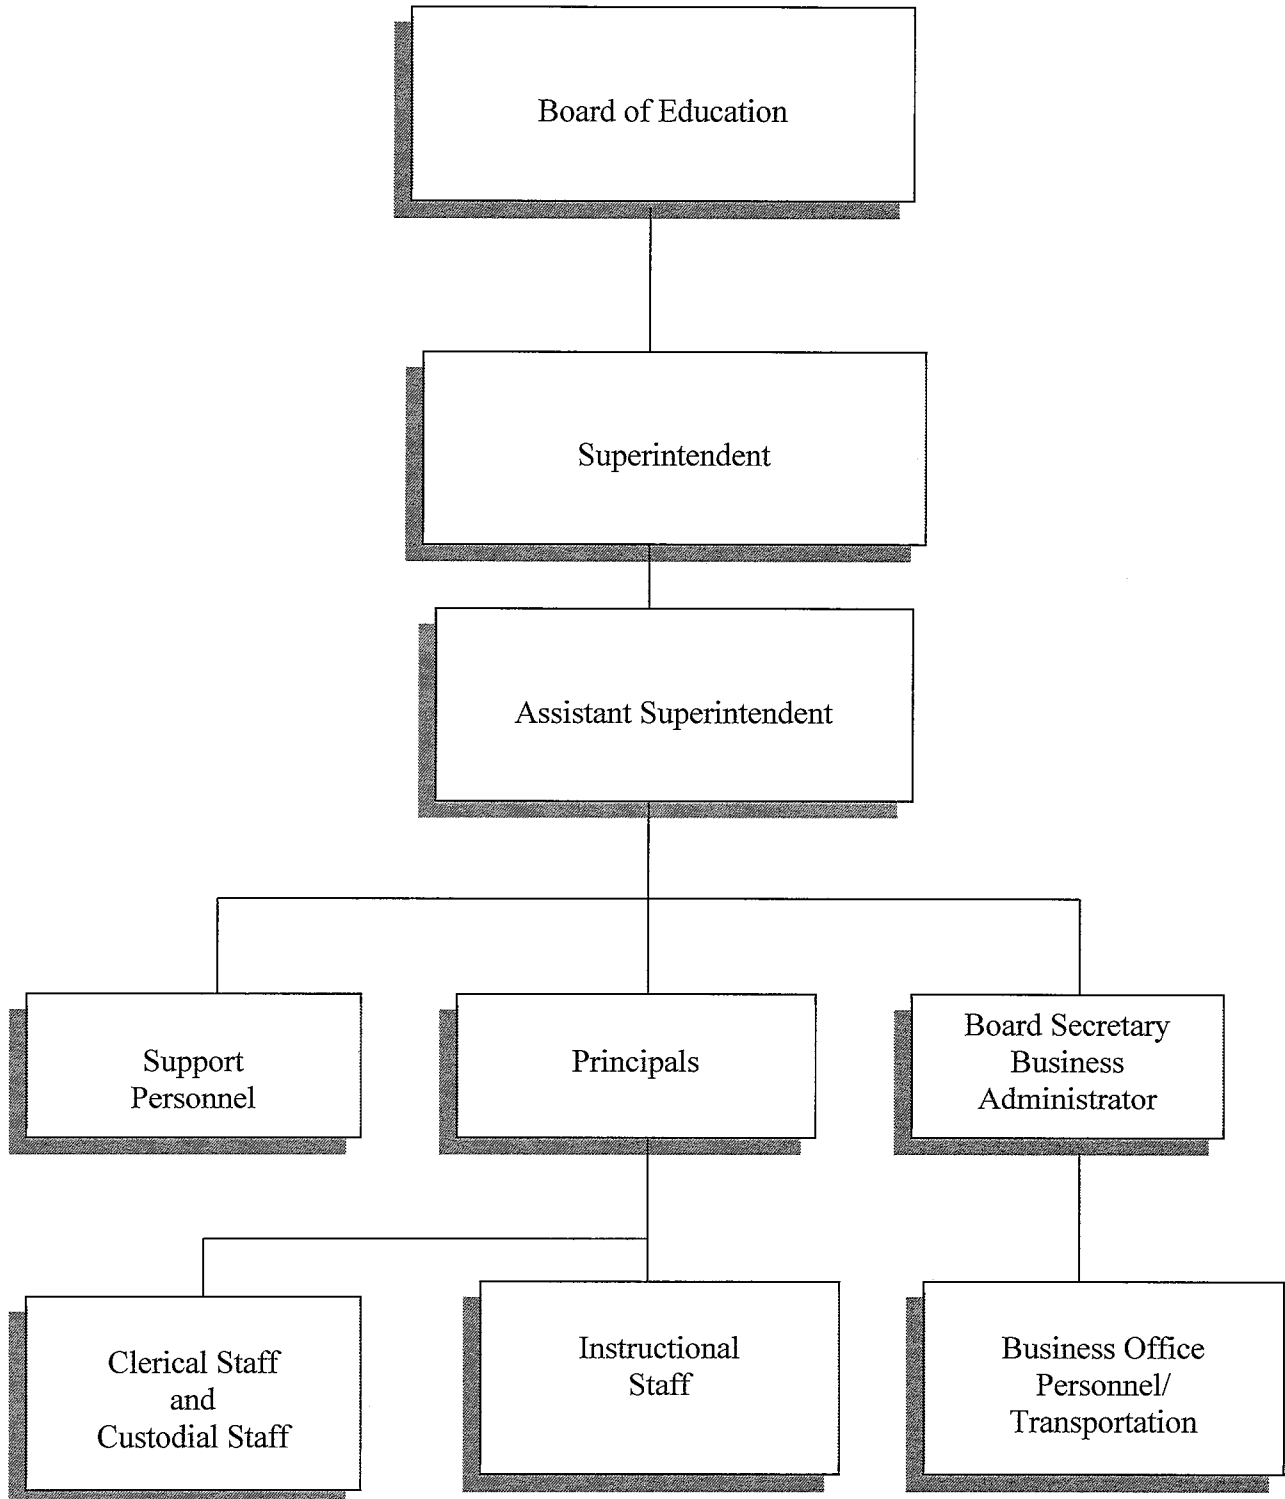 Board of Education
Superintendent
Assistant Superintendent
Support
Personnel
Principals
Board Secretary
Business
Administrator
Clerical Staff
and
Custodial Staff
Instructional
Staff
Business Office
Personnel/
Transportation